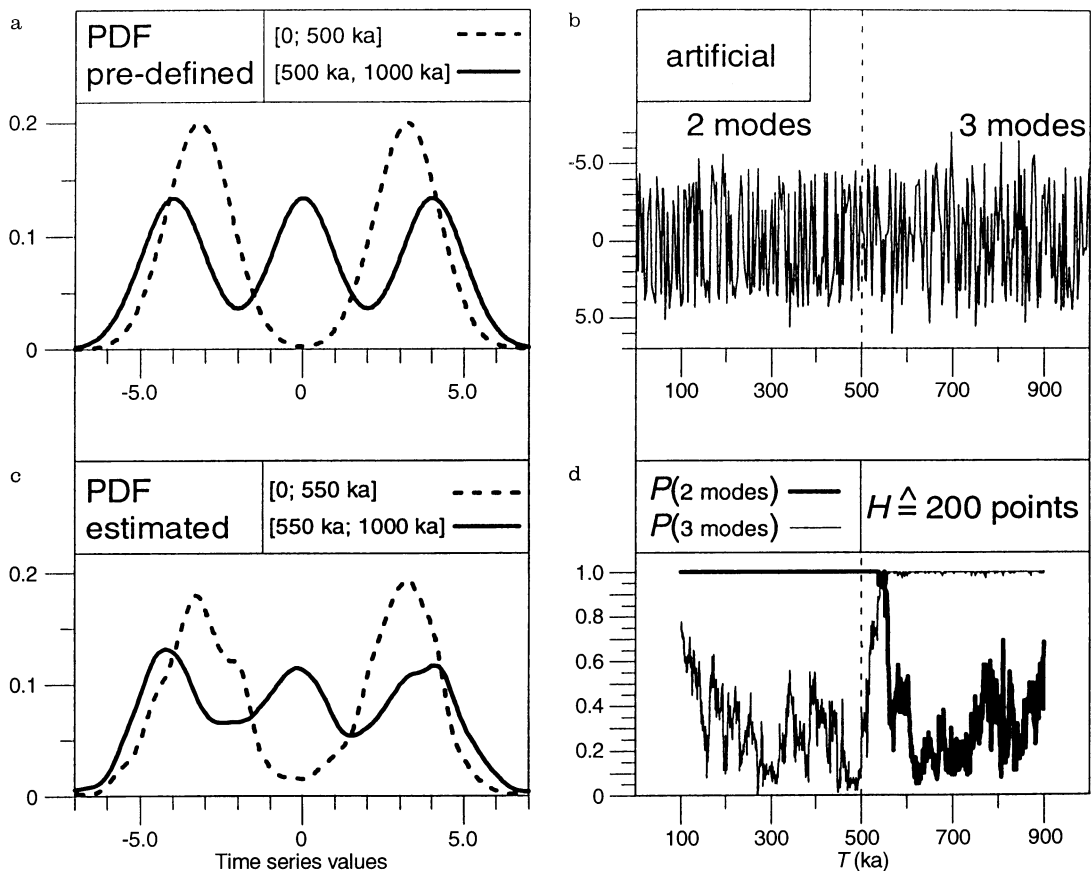 a
PDF
pre-defined
[0; 500 ka]
[500 ka, 1000 ka]
0.2
0.1
0
-5.0
0
5.0
b
artificial
2 modes
3 modes
-5.0
0
5.0
100
300
500
700
900
c
PDF
estimated
[0; 550 ka]
[550 ka; 1000 ka]
0.2
0.1
0
-5.0
0
5.0
Time series values
d
P(2 modes)
P(3 modes)
H ≙ 200 points
1.0
0.8
0.6
0.4
0.2
0
100
300
500
700
900
T (ka)